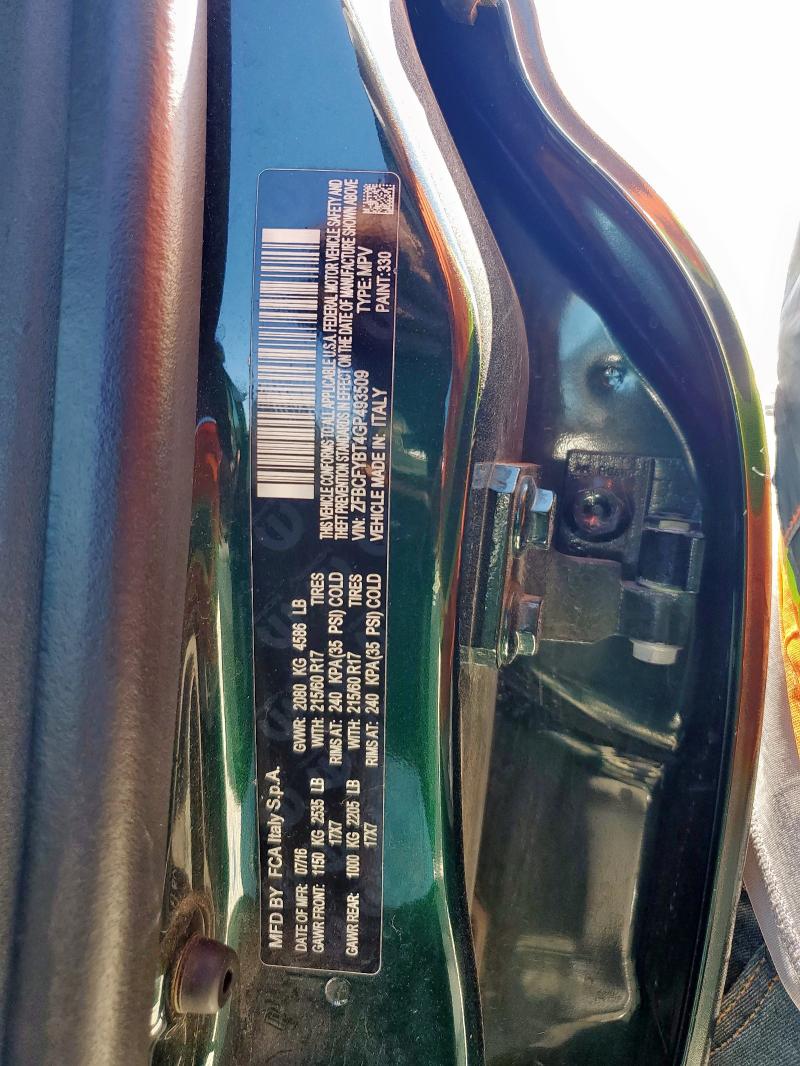 MFD BY FCA Italy S.p.A.
DATE OF MFR: 07/16 GVWR: 2080 KG 4586 LB
GAWR FRONT: 1150 KG 2535 LB WITH: 215/60 R17 TIRES
17X7 RIMS AT: 240 KPA(35 PSI) COLD
GAWR REAR: 1000 KG 2205 LB WITH: 215/60 R17 TIRES
17X7 RIMS AT: 240 KPA(35 PSI) COLD
THIS VEHICLE CONFORMS TO ALL APPLICABLE U.S.A. FEDERAL MOTOR VEHICLE SAFETY AND
THEFT PREVENTION STANDARDS IN EFFECT ON THE DATE OF MANUFACTURE SHOWN ABOVE
VIN: ZFBCFYBT4GP483509 TYPE: MPV
VEHICLE MADE IN: ITALY PAINT: 330